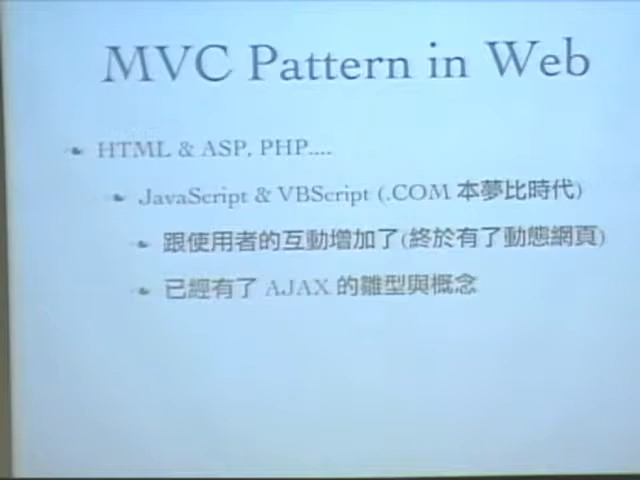 MVC Pattern in Web
HTML & ASP, PHP....
JavaScript & VBScript (.COM 本夢比時代)
跟使用者的互動增加了(終於有了動態網頁)
已經有了 AJAX 的雛型與概念